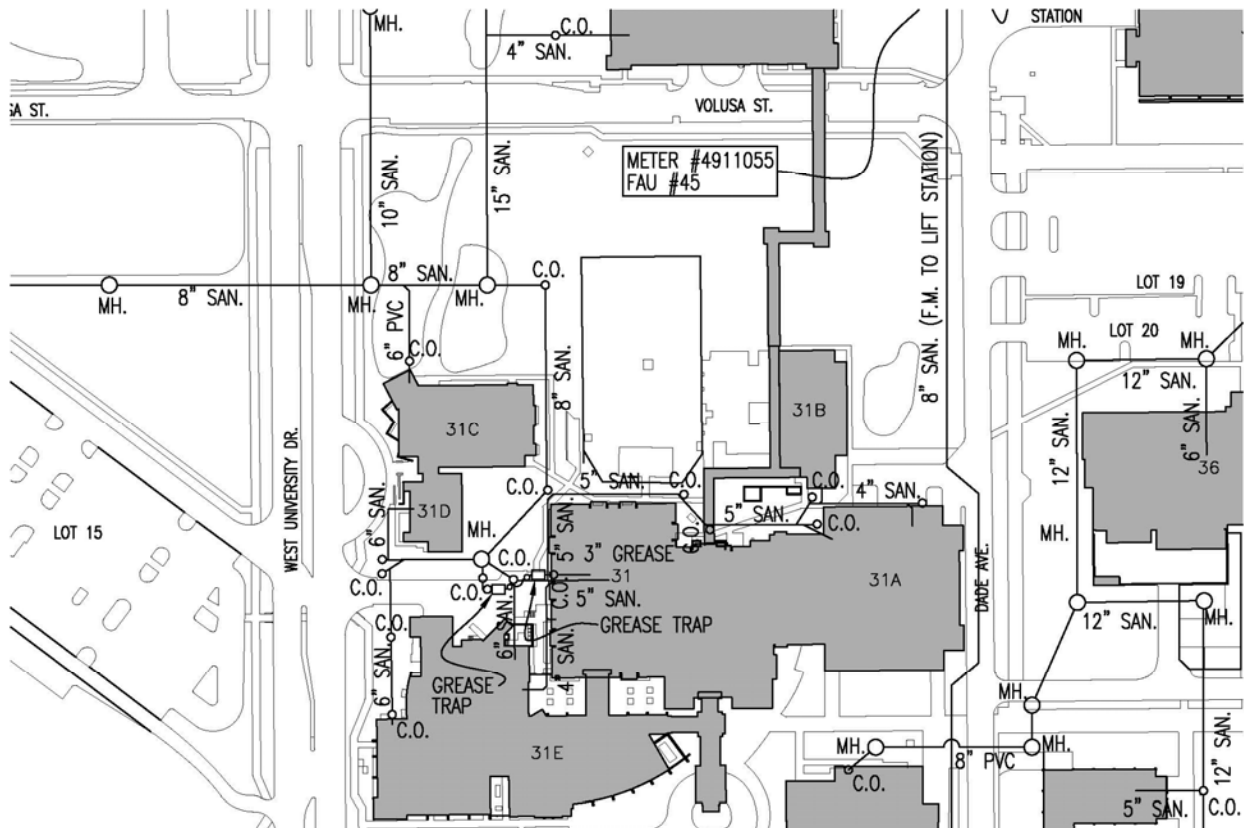 MH.
C.O.
4" SAN.
STATION
VOLUSA ST.
SA ST.
METER #4911055
FAU #45
10" SAN.
15" SAN.
8" SAN. (F.M. TO LIFT STATION)
8" SAN.
C.O.
8" SAN.
MH.
MH.
MH.
6" PVC
C.O.
LOT 19
LOT 20
MH.
MH.
12" SAN.
8" SAN.
31C
31B
12" SAN.
6" SAN.
36
5" SAN.
C.O.
C.O.
C.O.
4" SAN.
31D
6" SAN.
MH.
LOT 15
WEST UNIVERSITY DR.
5" SAN.
C.O.
5" SAN.
C.O.
MH.
C.O.
C.O.
3" GREASE
31
31A
DADE AVE.
C.O.
C.O.
5" SAN.
12" SAN.
MH.
C.O.
6" SAN.
GREASE TRAP
4" SAN.
6" SAN.
GREASE
TRAP
C.O.
MH.
31E
MH.
MH.
8" PVC
C.O.
12" SAN.
5" SAN.
C.O.